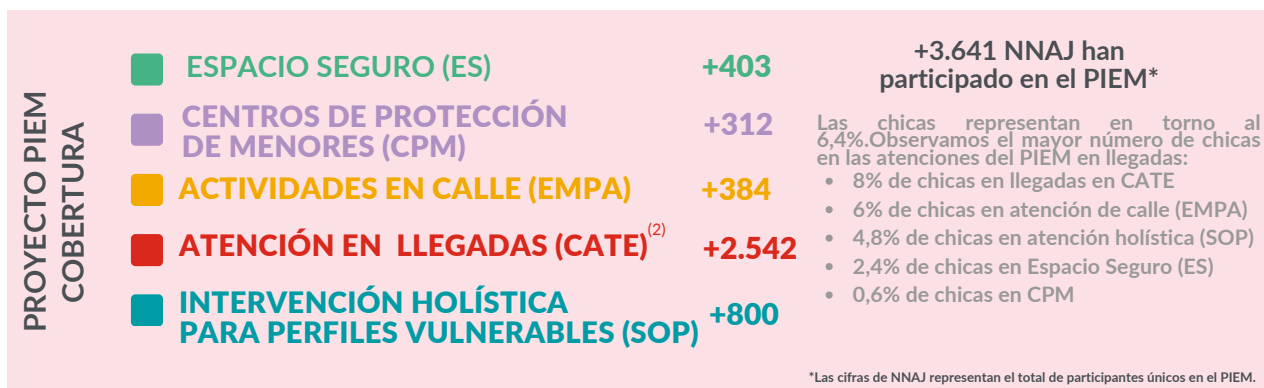 PROYECTO PIEM
COBERTURA
ESPACIO SEGURO (ES) +403
CENTROS DE PROTECCIÓN
DE MENORES (CPM) +312
ACTIVIDADES EN CALLE (EMPA) +384
ATENCIÓN EN LLEGADAS (CATE)(2) +2.542
INTERVENCIÓN HOLÍSTICA
PARA PERFILES VULNERABLES (SOP) +800
+3.641 NNAJ han
participado en el PIEM*
Las chicas representan en torno al
6,4%.Observamos el mayor número de chicas
en las atenciones del PIEM en llegadas:
• 8% de chicas en llegadas en CATE
• 6% de chicas en atención de calle (EMPA)
• 4,8% de chicas en atención holística (SOP)
• 2,4% de chicas en Espacio Seguro (ES)
• 0,6% de chicas en CPM
*Las cifras de NNAJ representan el total de participantes únicos en el PIEM.